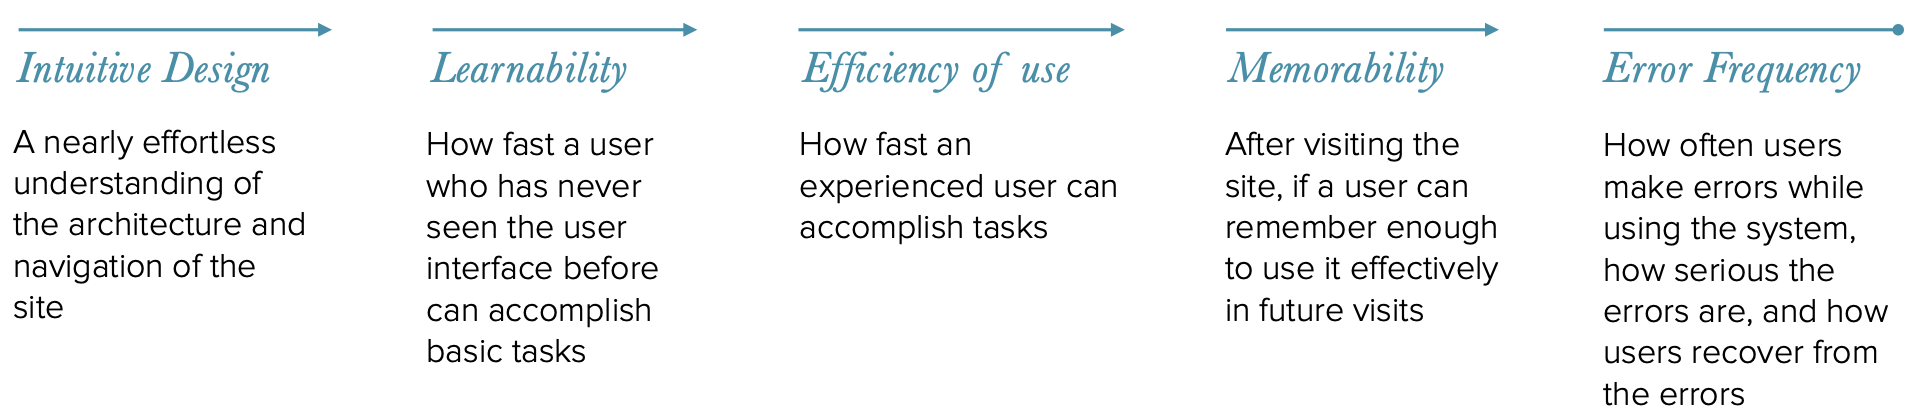 Intuitive Design
A nearly effortless
understanding of
the architecture and
navigation of the
site
Learnability
How fast a user
who has never
seen the user
interface before
can accomplish
basic tasks
Efficiency of use
How fast an
experienced user can
accomplish tasks
Memorability
After visiting the
site, if a user can
remember enough
to use it effectively
in future visits
Error Frequency
How often users
make errors while
using the system,
how serious the
errors are, and how
users recover from
the errors